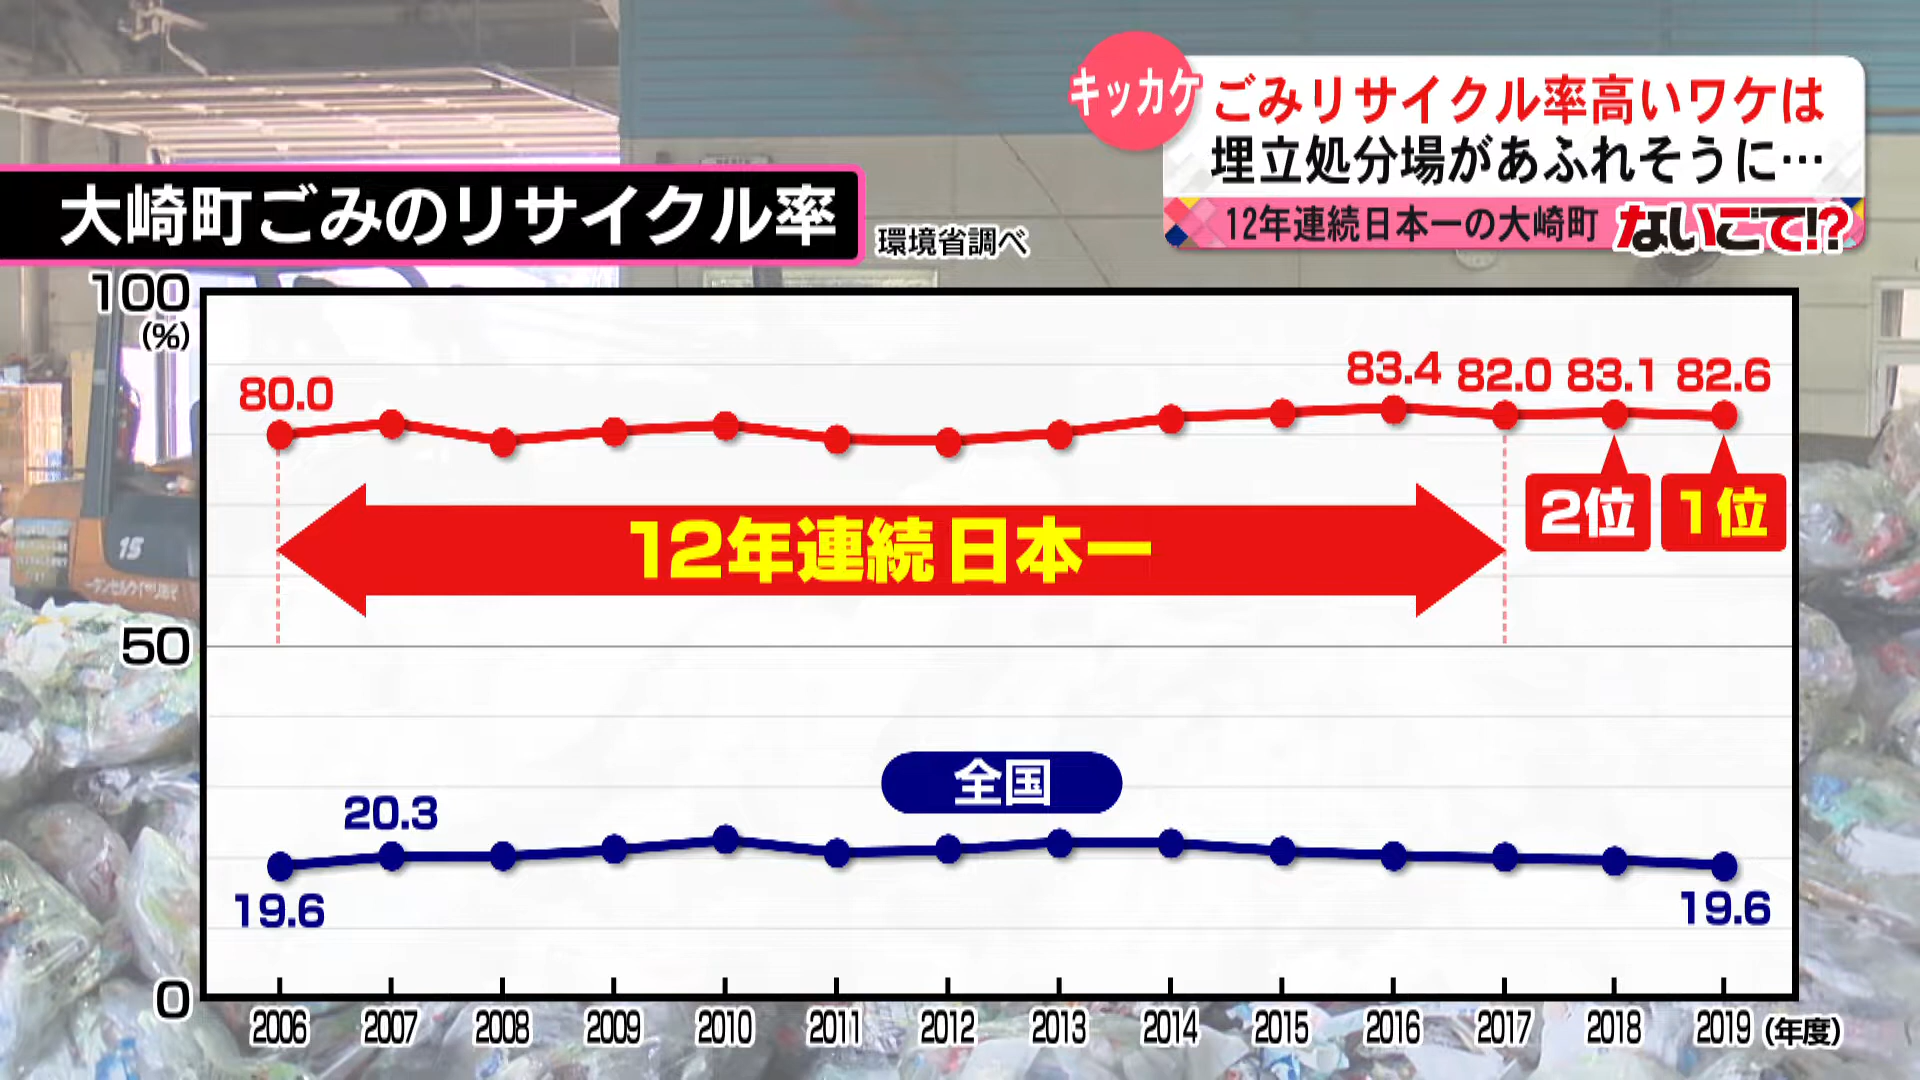 キッカケ
ごみリサイクル率高いワケは
埋立処分場があふれそうに…
12年連続日本一の大崎町 ないごて!?
大崎町ごみのリサイクル率
環境省調べ
100
(%)
80.0
83.4 82.0 83.1 82.6
2位 1位
12年連続日本一
50
全国
20.3
19.6
19.6
0
2006 2007 2008 2009 2010 2011 2012 2013 2014 2015 2016 2017 2018 2019 (年度)
15